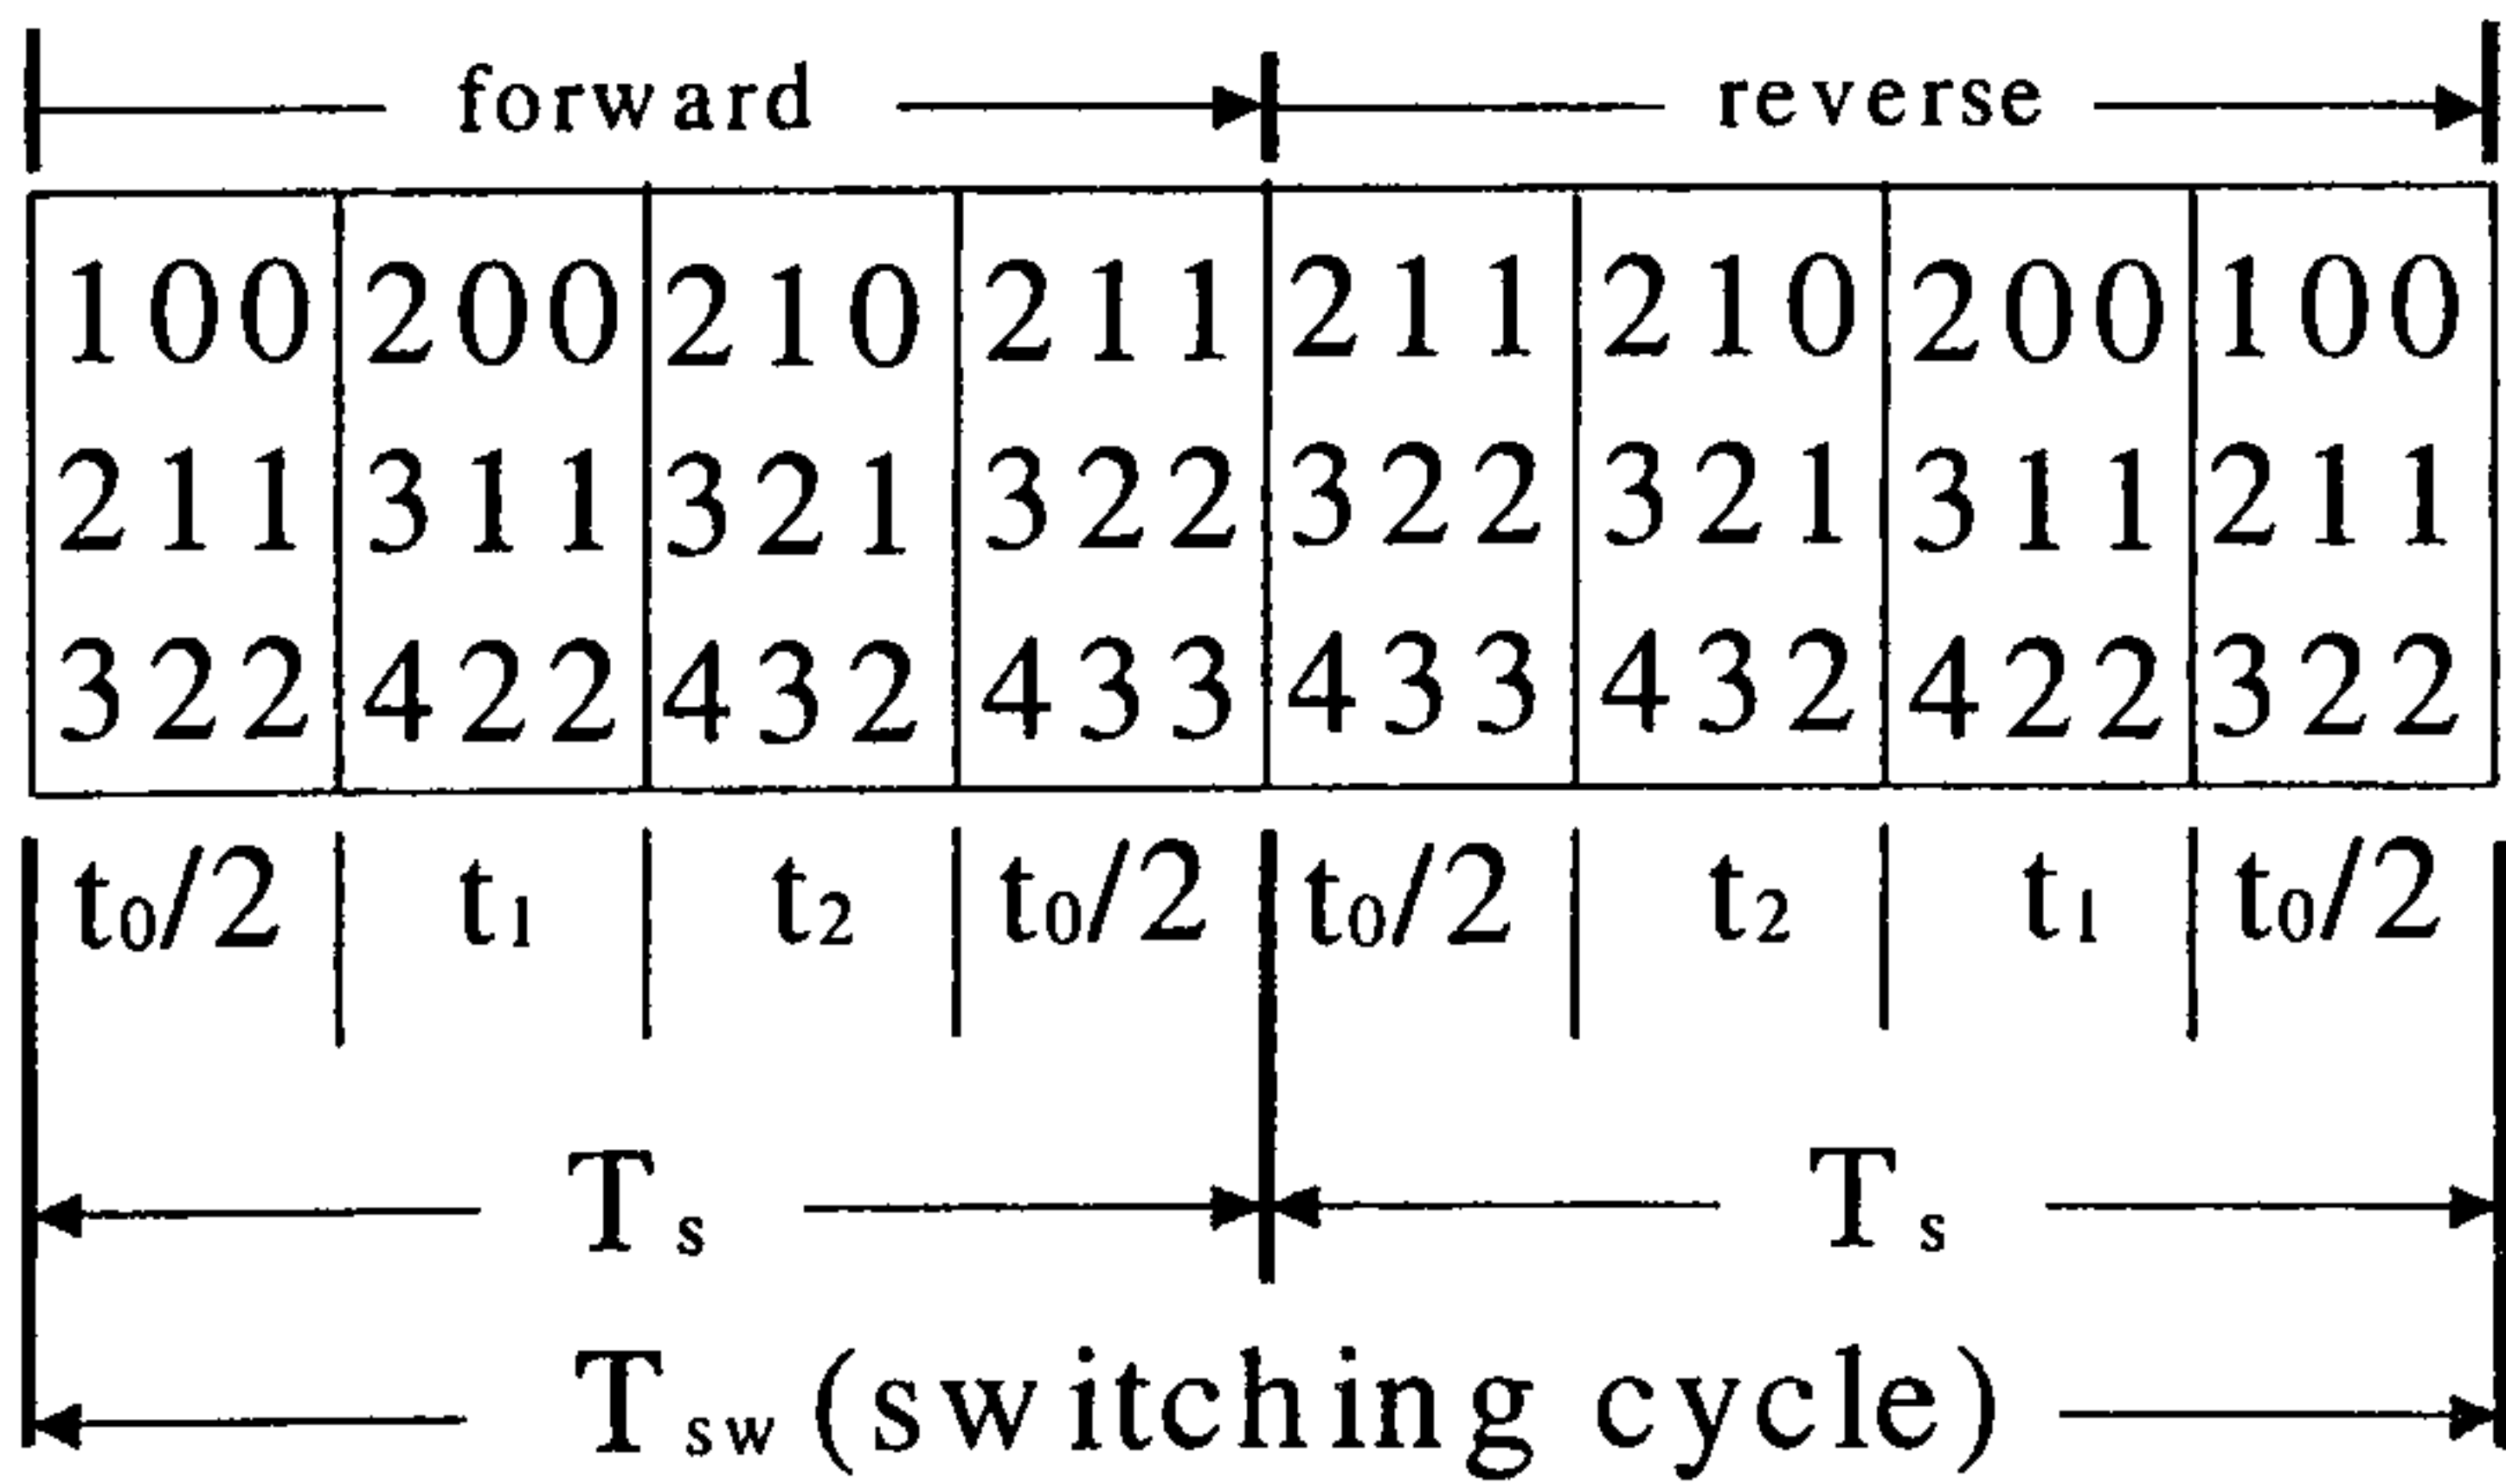 forward reverse
100 200 210 211 211 210 200 100
211 311 321 322 322 321 311 211
322 422 432 433 433 432 422 322
t₀/2 t₁ t₂ t₀/2 t₀/2 t₂ t₁ t₀/2
Tₛ Tₛ
T_sw (switching cycle)